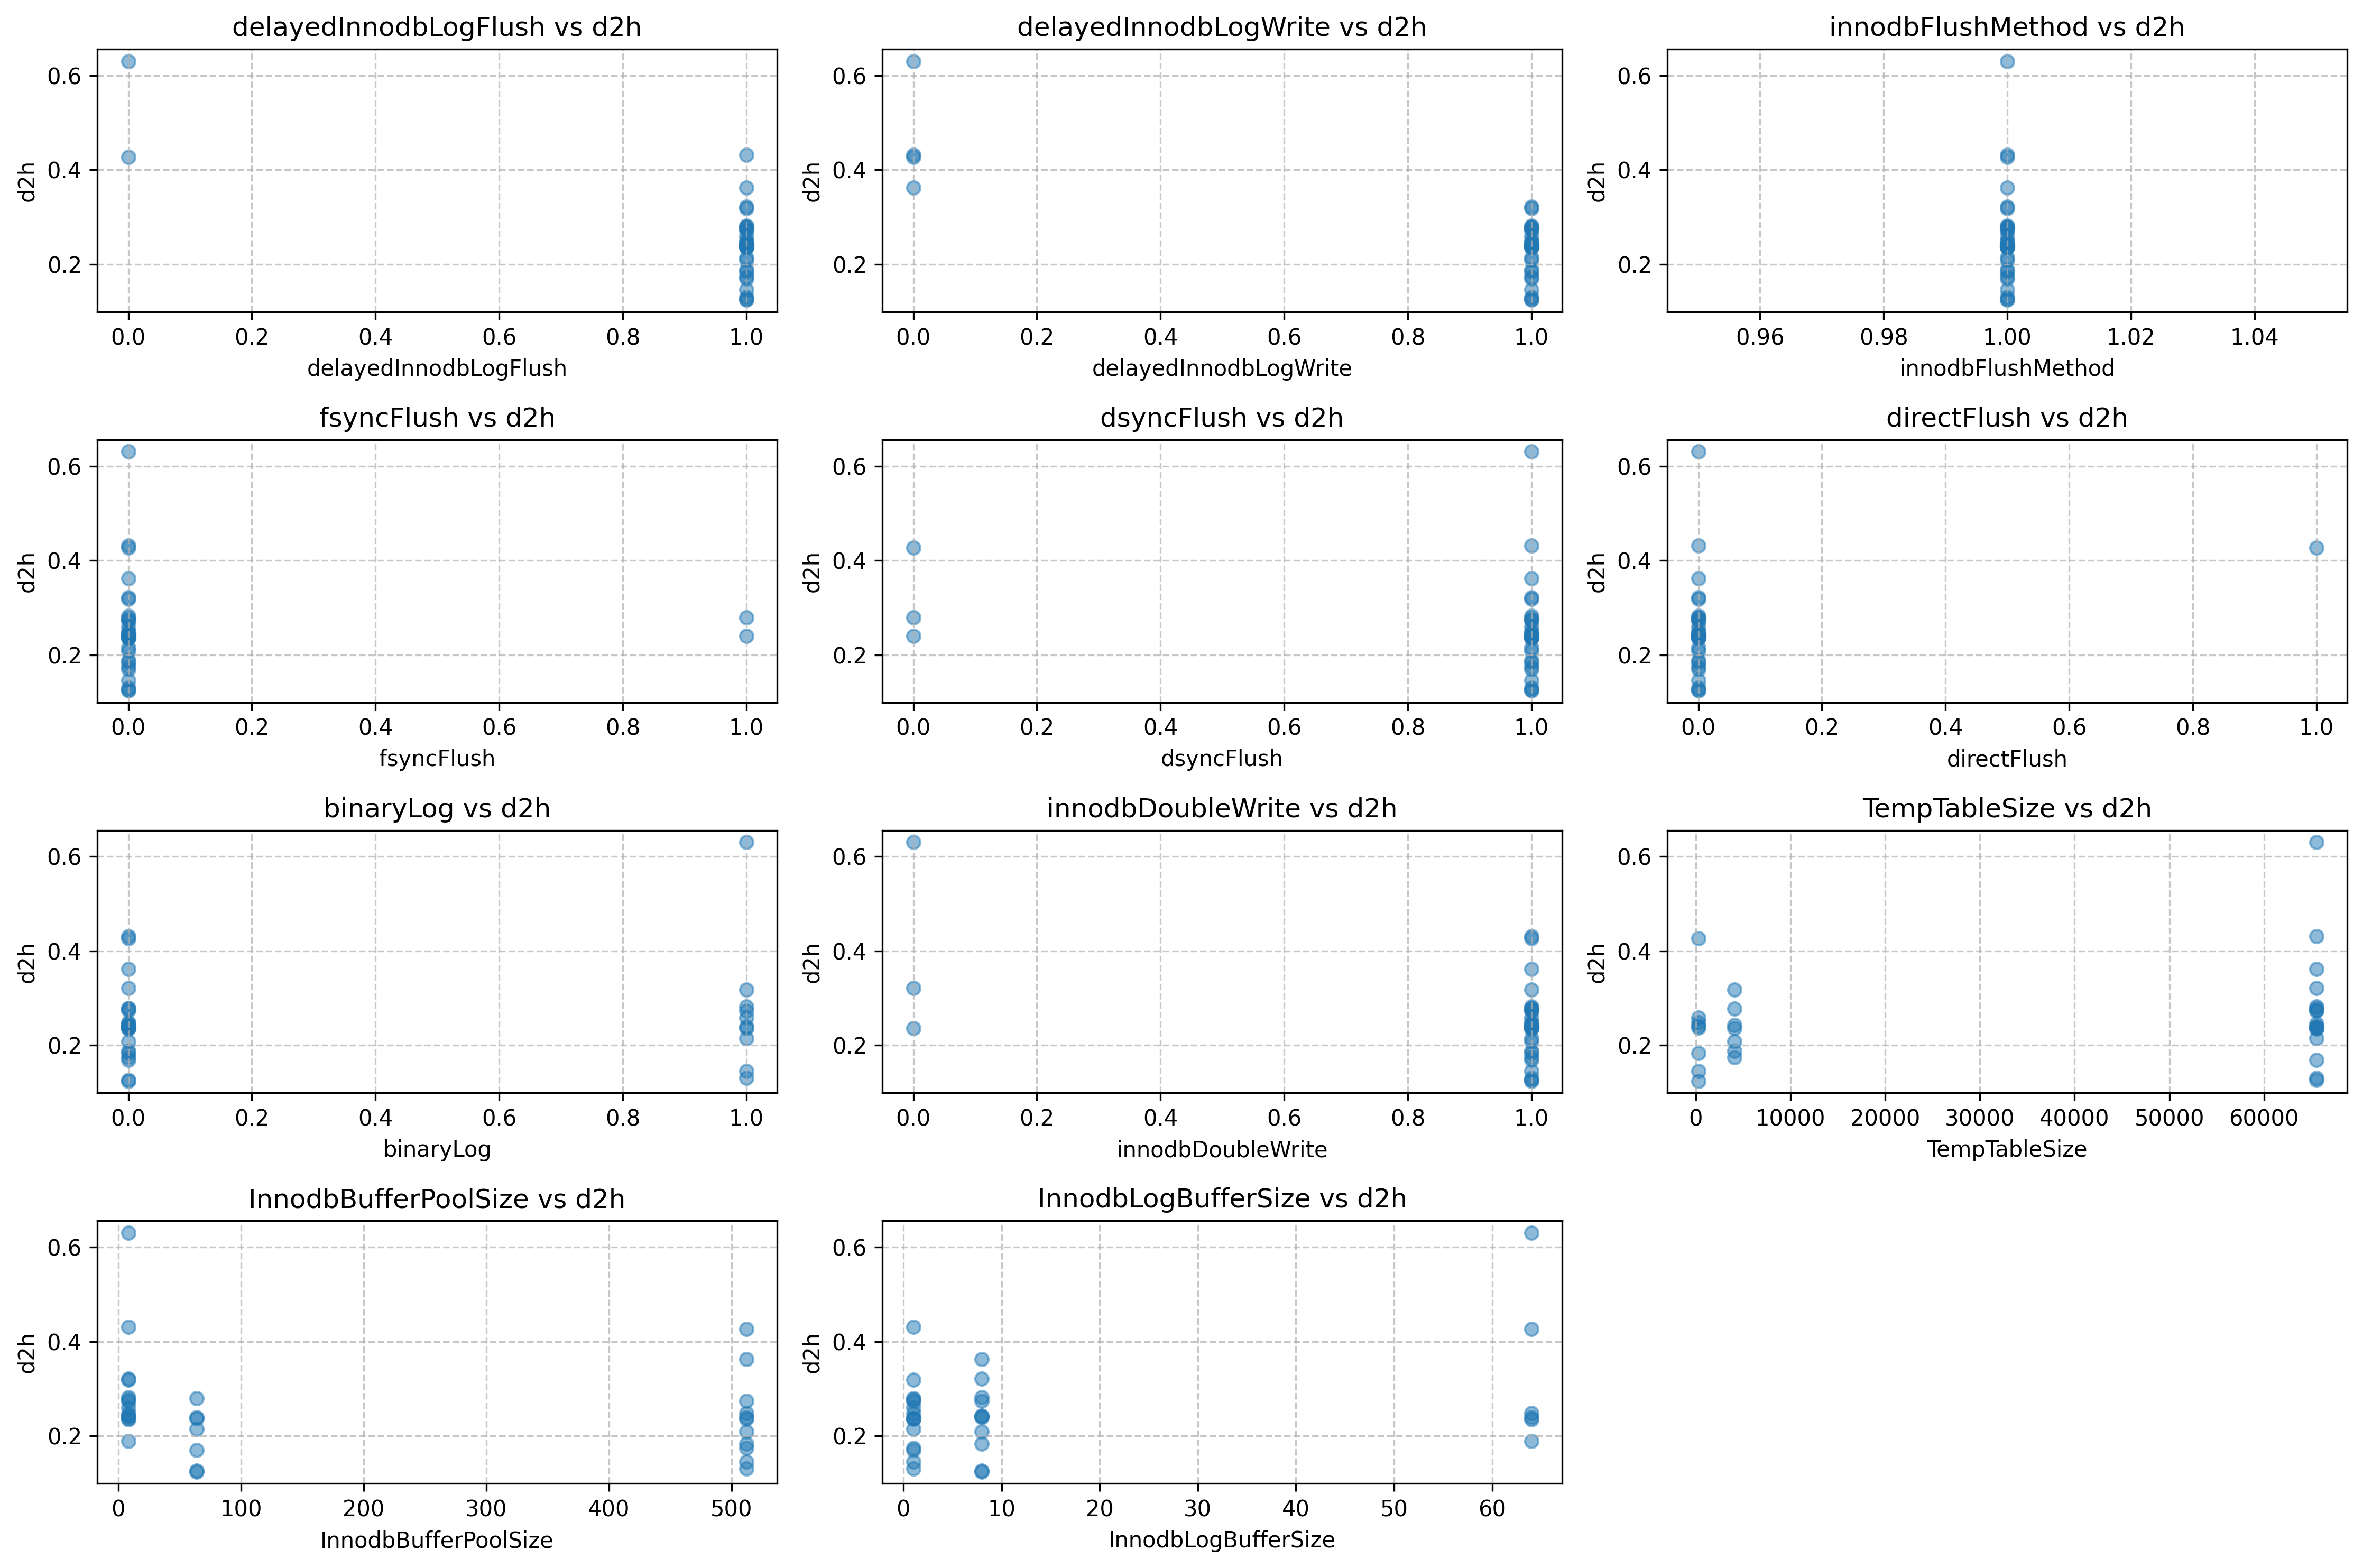 delayedInnodbLogFlush vs d2h
delayedInnodbLogWrite vs d2h
innodbFlushMethod vs d2h
d2h
0.6
0.4
0.2
0.0 0.2 0.4 0.6 0.8 1.0
delayedInnodbLogFlush
d2h
0.6
0.4
0.2
0.0 0.2 0.4 0.6 0.8 1.0
delayedInnodbLogWrite
d2h
0.6
0.4
0.2
0.96 0.98 1.00 1.02 1.04
innodbFlushMethod
fsyncFlush vs d2h
dsyncFlush vs d2h
directFlush vs d2h
d2h
0.6
0.4
0.2
0.0 0.2 0.4 0.6 0.8 1.0
fsyncFlush
d2h
0.6
0.4
0.2
0.0 0.2 0.4 0.6 0.8 1.0
dsyncFlush
d2h
0.6
0.4
0.2
0.0 0.2 0.4 0.6 0.8 1.0
directFlush
binaryLog vs d2h
innodbDoubleWrite vs d2h
TempTableSize vs d2h
d2h
0.6
0.4
0.2
0.0 0.2 0.4 0.6 0.8 1.0
binaryLog
d2h
0.6
0.4
0.2
0.0 0.2 0.4 0.6 0.8 1.0
innodbDoubleWrite
d2h
0.6
0.4
0.2
0 10000 20000 30000 40000 50000 60000
TempTableSize
InnodbBufferPoolSize vs d2h
InnodbLogBufferSize vs d2h
d2h
0.6
0.4
0.2
0 100 200 300 400 500
InnodbBufferPoolSize
d2h
0.6
0.4
0.2
0 10 20 30 40 50 60
InnodbLogBufferSize